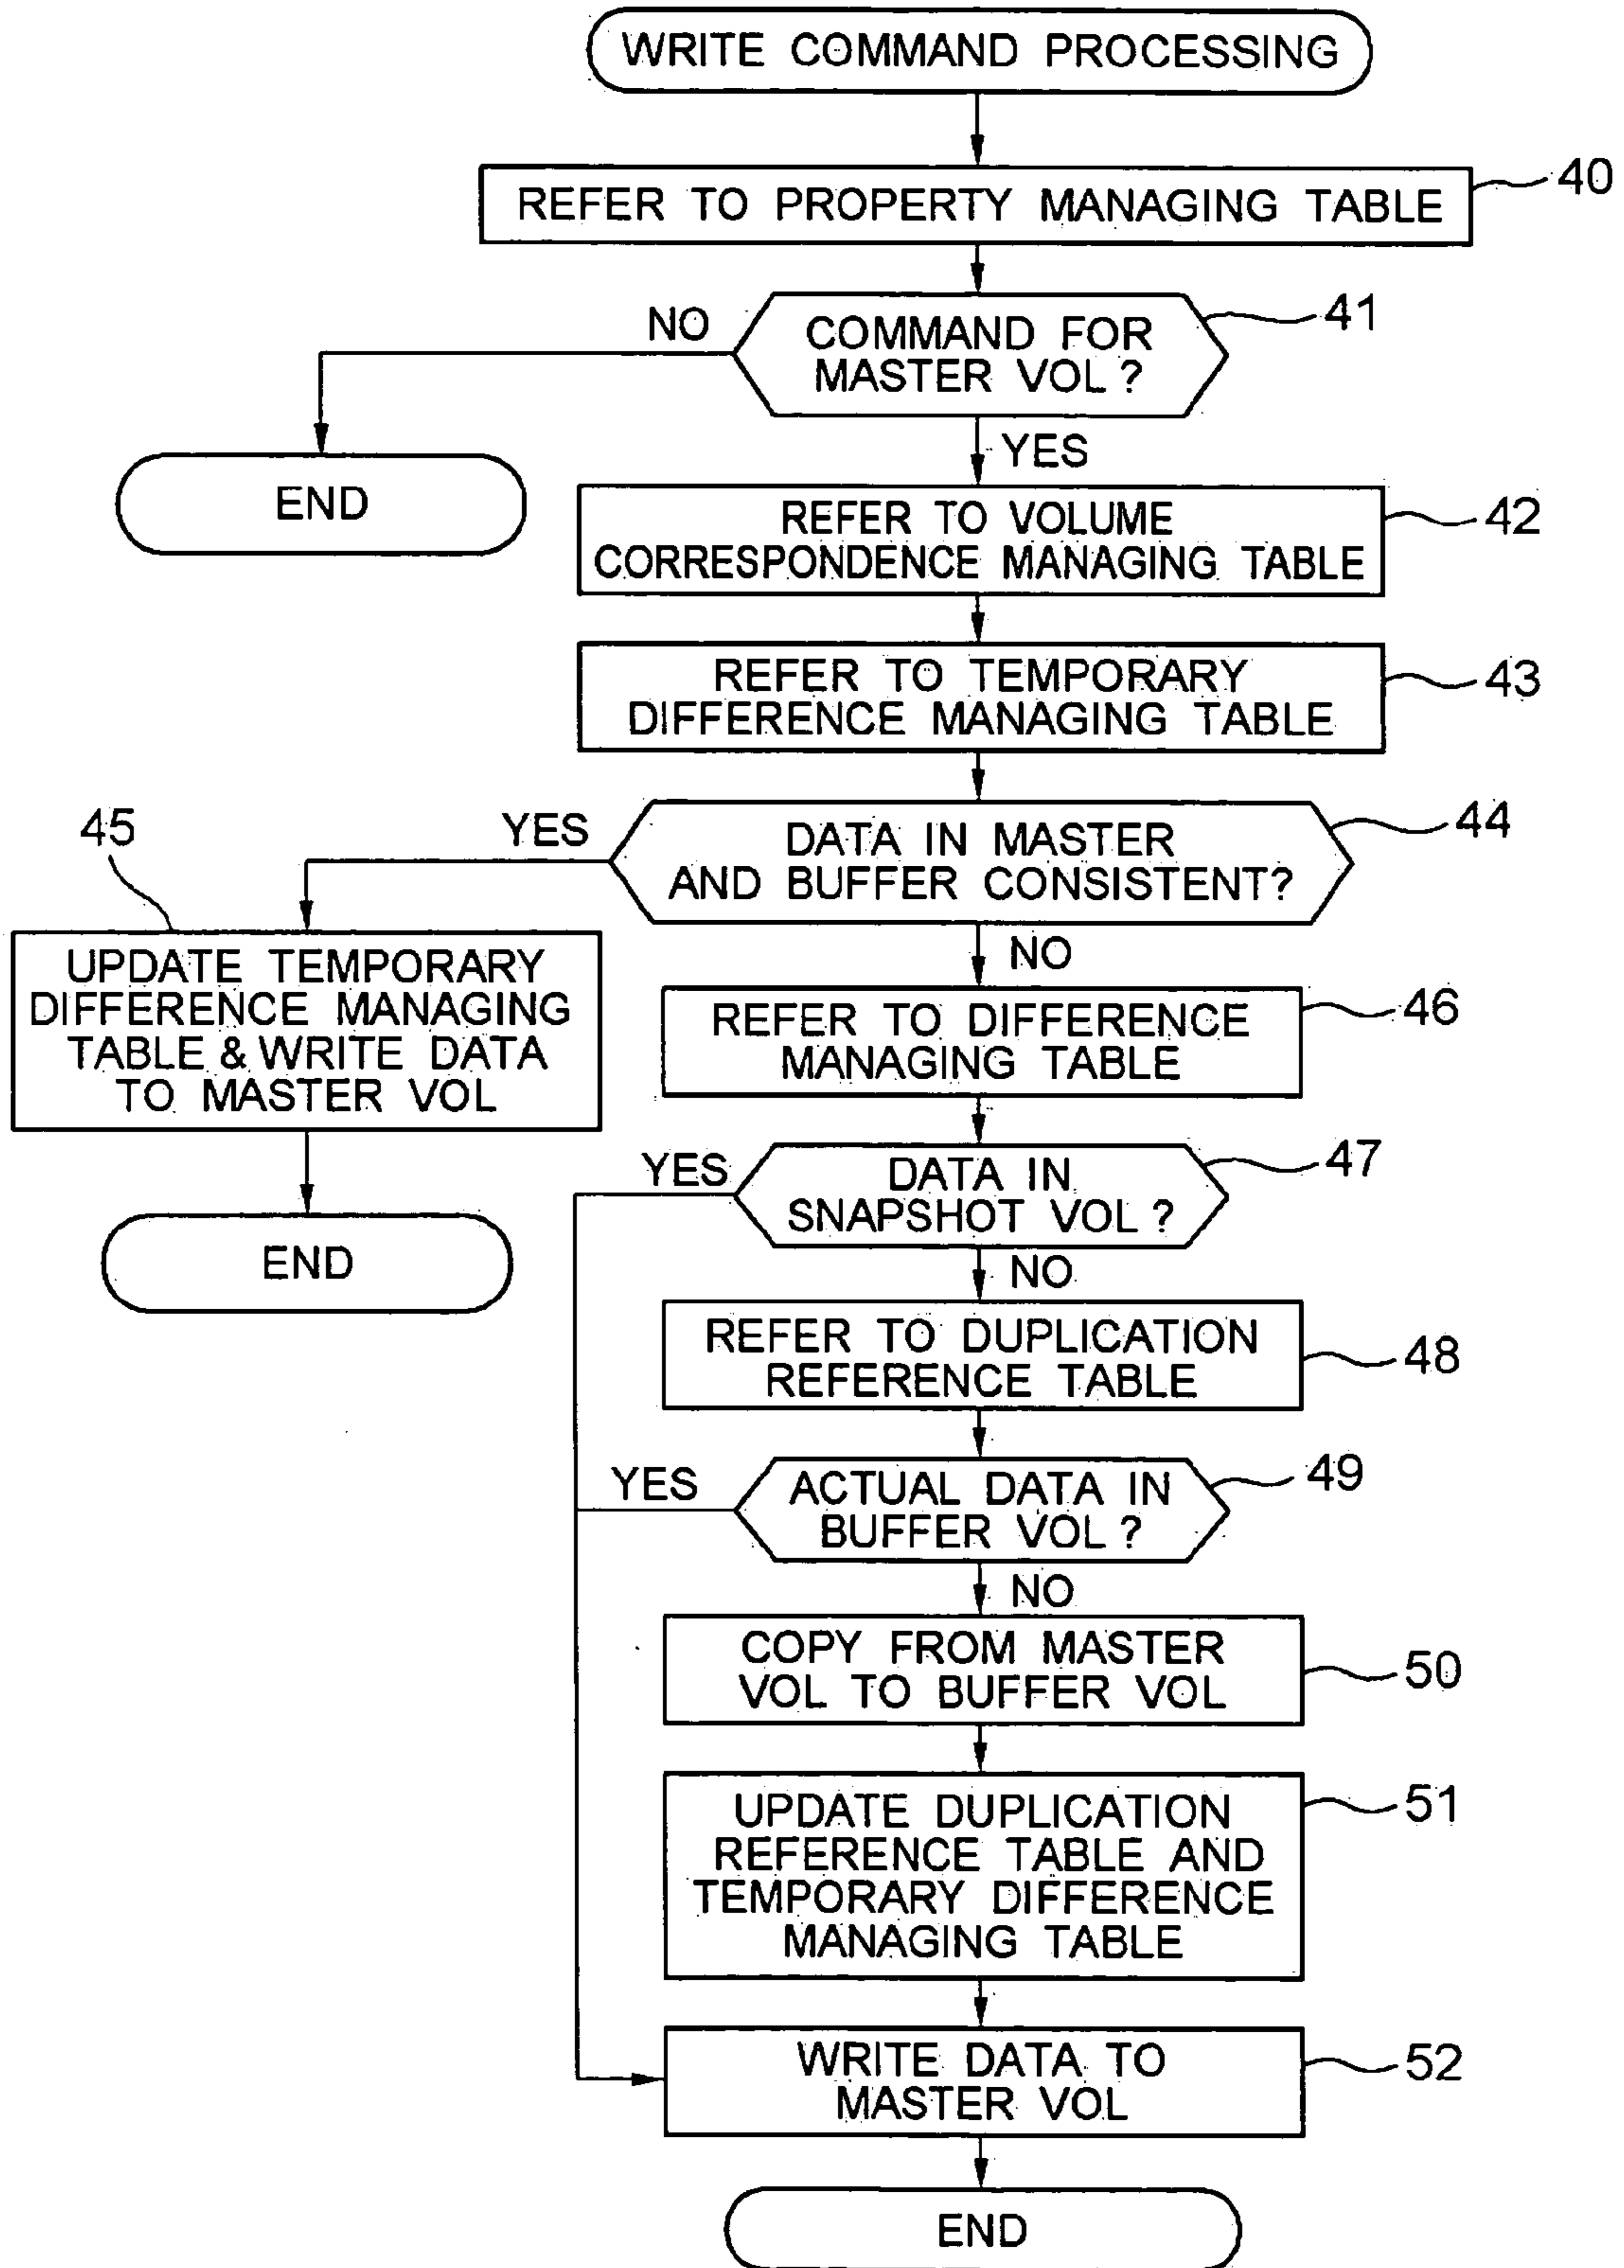 WRITE COMMAND PROCESSING
REFER TO PROPERTY MANAGING TABLE
40
COMMAND FOR
MASTER VOL?
41
NO
YES
END
REFER TO VOLUME
CORRESPONDENCE MANAGING TABLE
42
REFER TO TEMPORARY
DIFFERENCE MANAGING TABLE
43
DATA IN MASTER
AND BUFFER CONSISTENT?
44
YES
NO
45
UPDATE TEMPORARY
DIFFERENCE MANAGING
TABLE & WRITE DATA
TO MASTER VOL
END
REFER TO DIFFERENCE
MANAGING TABLE
46
DATA IN
SNAPSHOT VOL?
47
YES
NO
REFER TO DUPLICATION
REFERENCE TABLE
48
ACTUAL DATA IN
BUFFER VOL?
49
YES
NO
COPY FROM MASTER
VOL TO BUFFER VOL
50
UPDATE DUPLICATION
REFERENCE TABLE AND
TEMPORARY DIFFERENCE
MANAGING TABLE
51
WRITE DATA TO
MASTER VOL
52
END